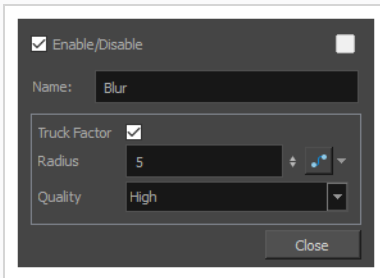 Enable/Disable
Name: Blur
Truck Factor
Radius 5
Quality High
Close